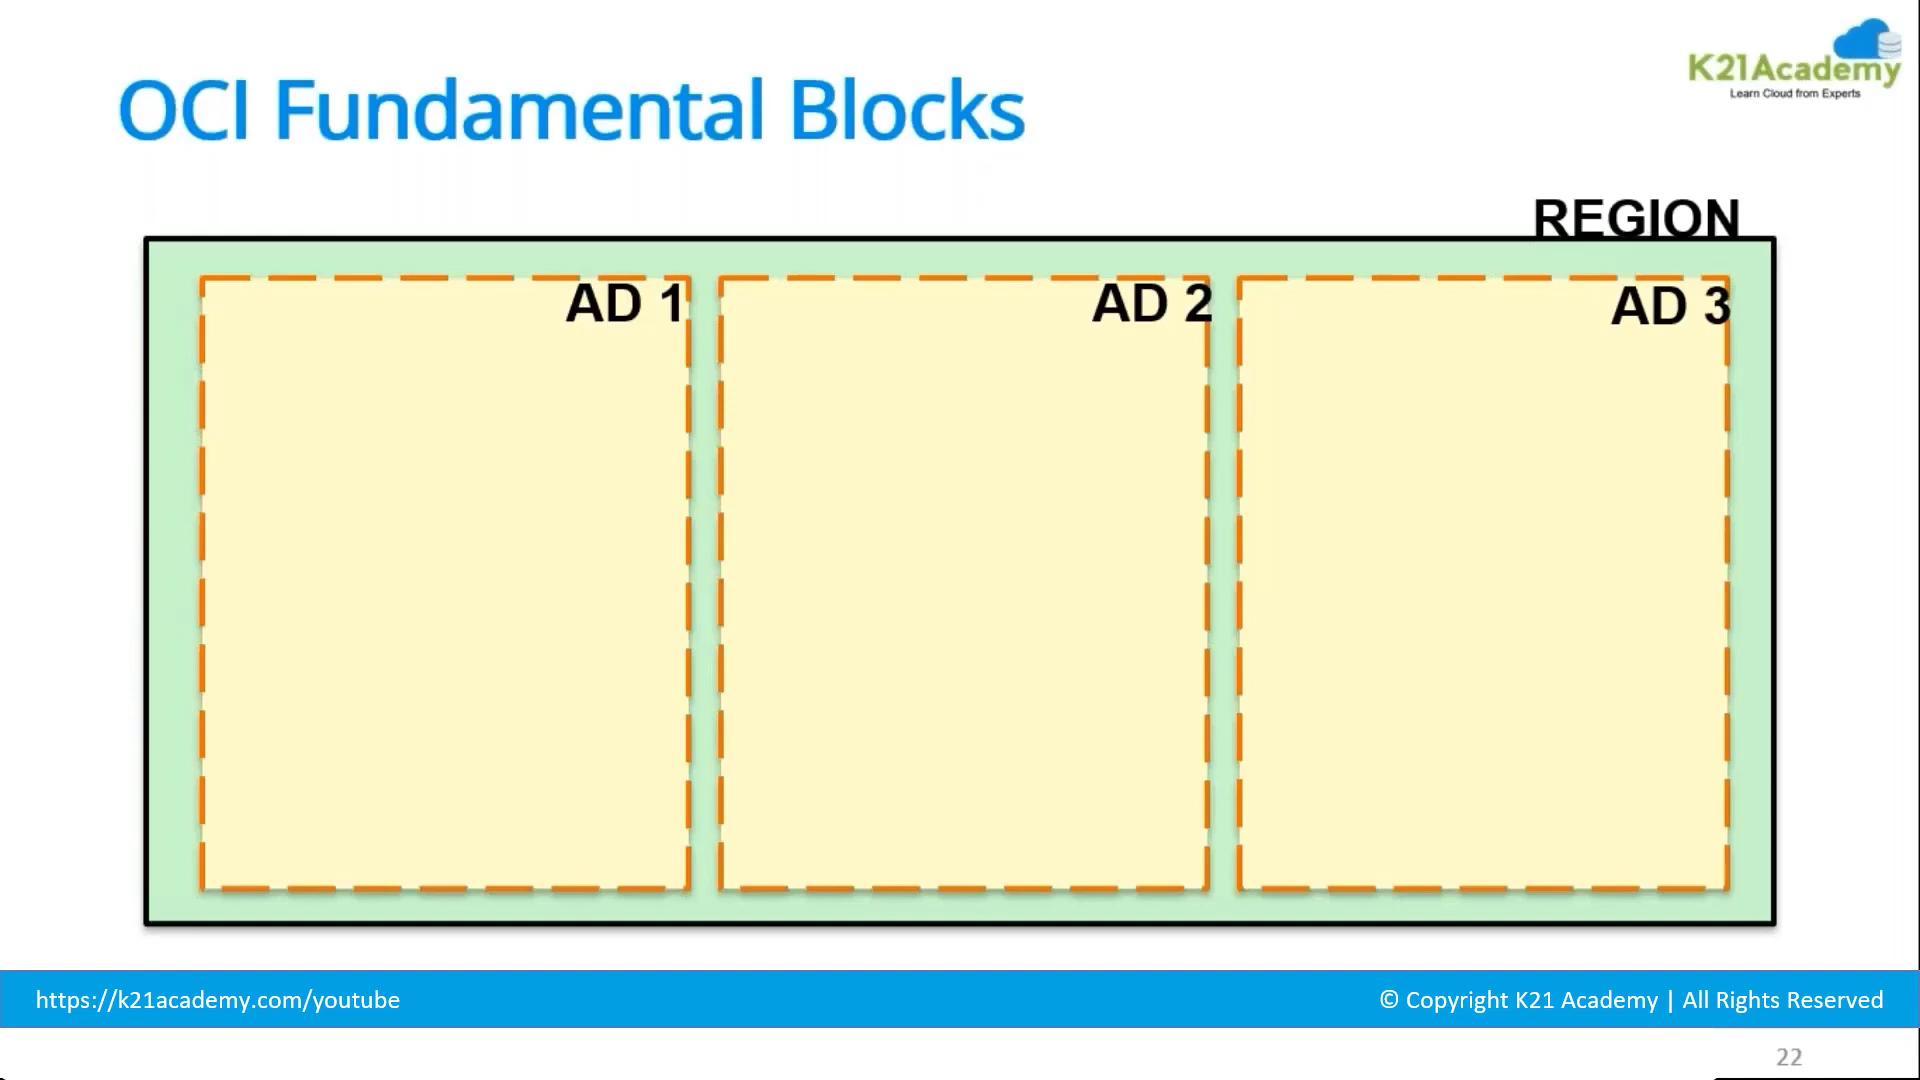 K21Academy
Learn Cloud from Experts
OCI Fundamental Blocks
REGION
AD 1
AD 2
AD 3
https://k21academy.com/youtube
© Copyright K21 Academy | All Rights Reserved
22